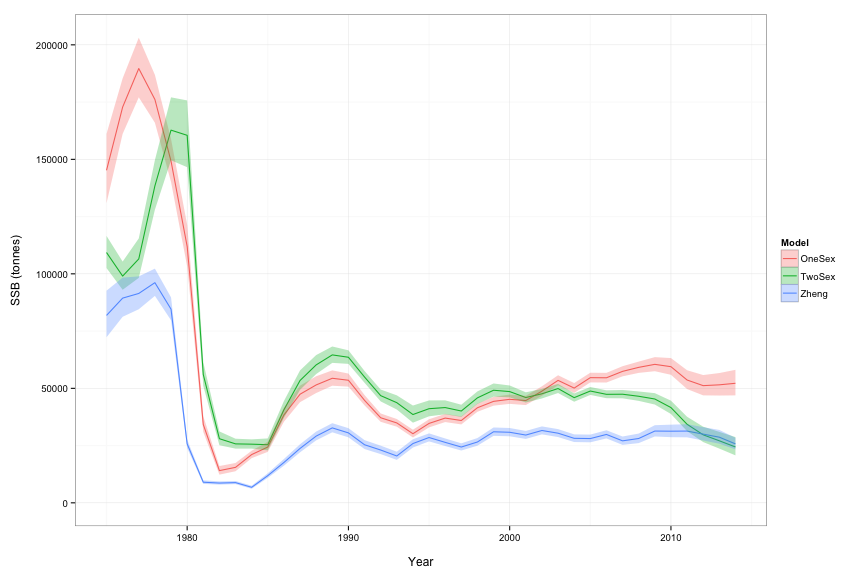 200000
150000
100000
50000
0
SSB (tonnes)
1980 1990 2000 2010
Year
Model
OneSex
TwoSex
Zheng